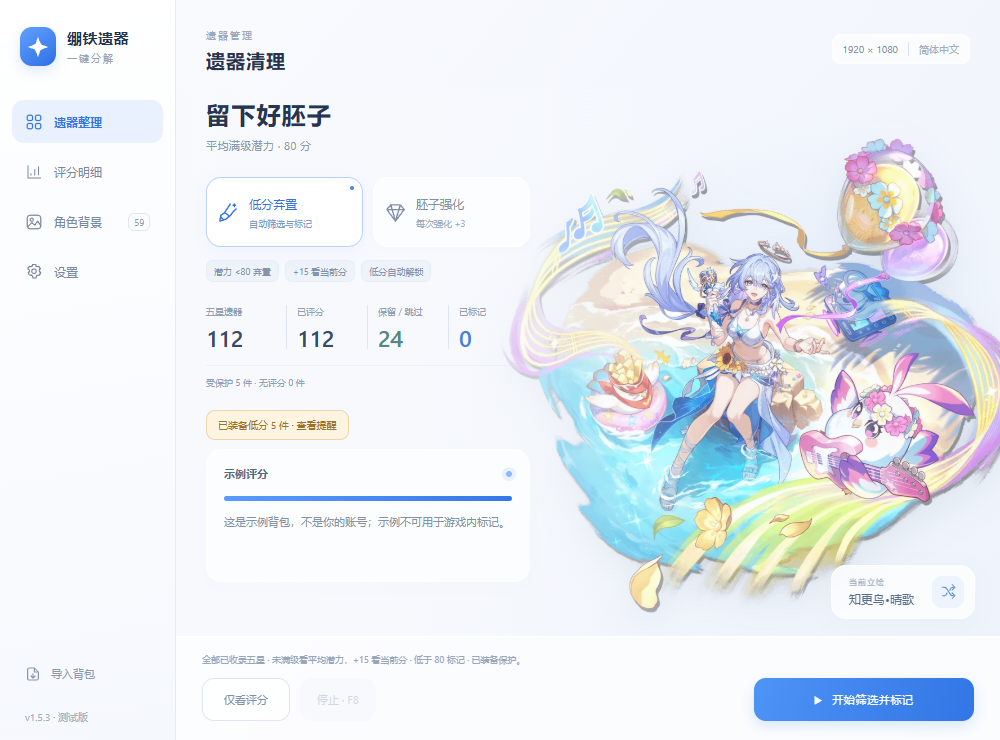 绷铁遗器
一键分解
遗器整理
评分明细
角色背景
59
设置
导入背包
v1.5.3 · 测试版
遗器管理
遗器清理
1920 × 1080
简体中文
留下好胚子
平均满级潜力 · 80 分
低分弃置
自动筛选与标记
胚子强化
每次强化 +3
潜力 <80 弃置
+15 看当前分
低分自动解锁
五星遗器
已评分
保留 / 跳过
已标记
112
112
24
0
受保护 5 件 · 无评分 0 件
已装备低分 5 件 · 查看提醒
示例评分
这是示例背包，不是你的账号；示例不可用于游戏内标记。
当前立绘
知更鸟•晴歌
全部已收录五星 · 未满级看平均潜力，+15 看当前分 · 低于 80 标记 · 已装备保护。
仅看评分
停止 · F8
开始筛选并标记